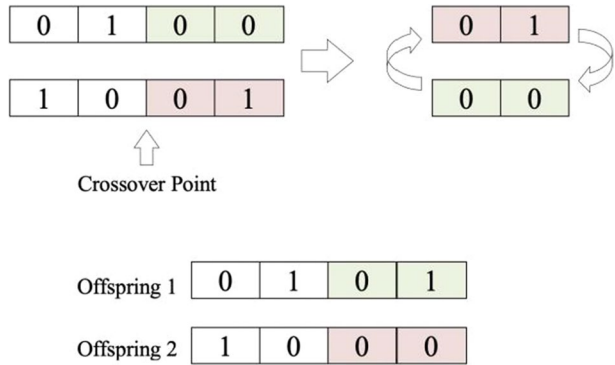 0 1 0 0
0 1
1 0 0 1
0 0
Crossover Point
Offspring 1 0 1 0 1
Offspring 2 1 0 0 0